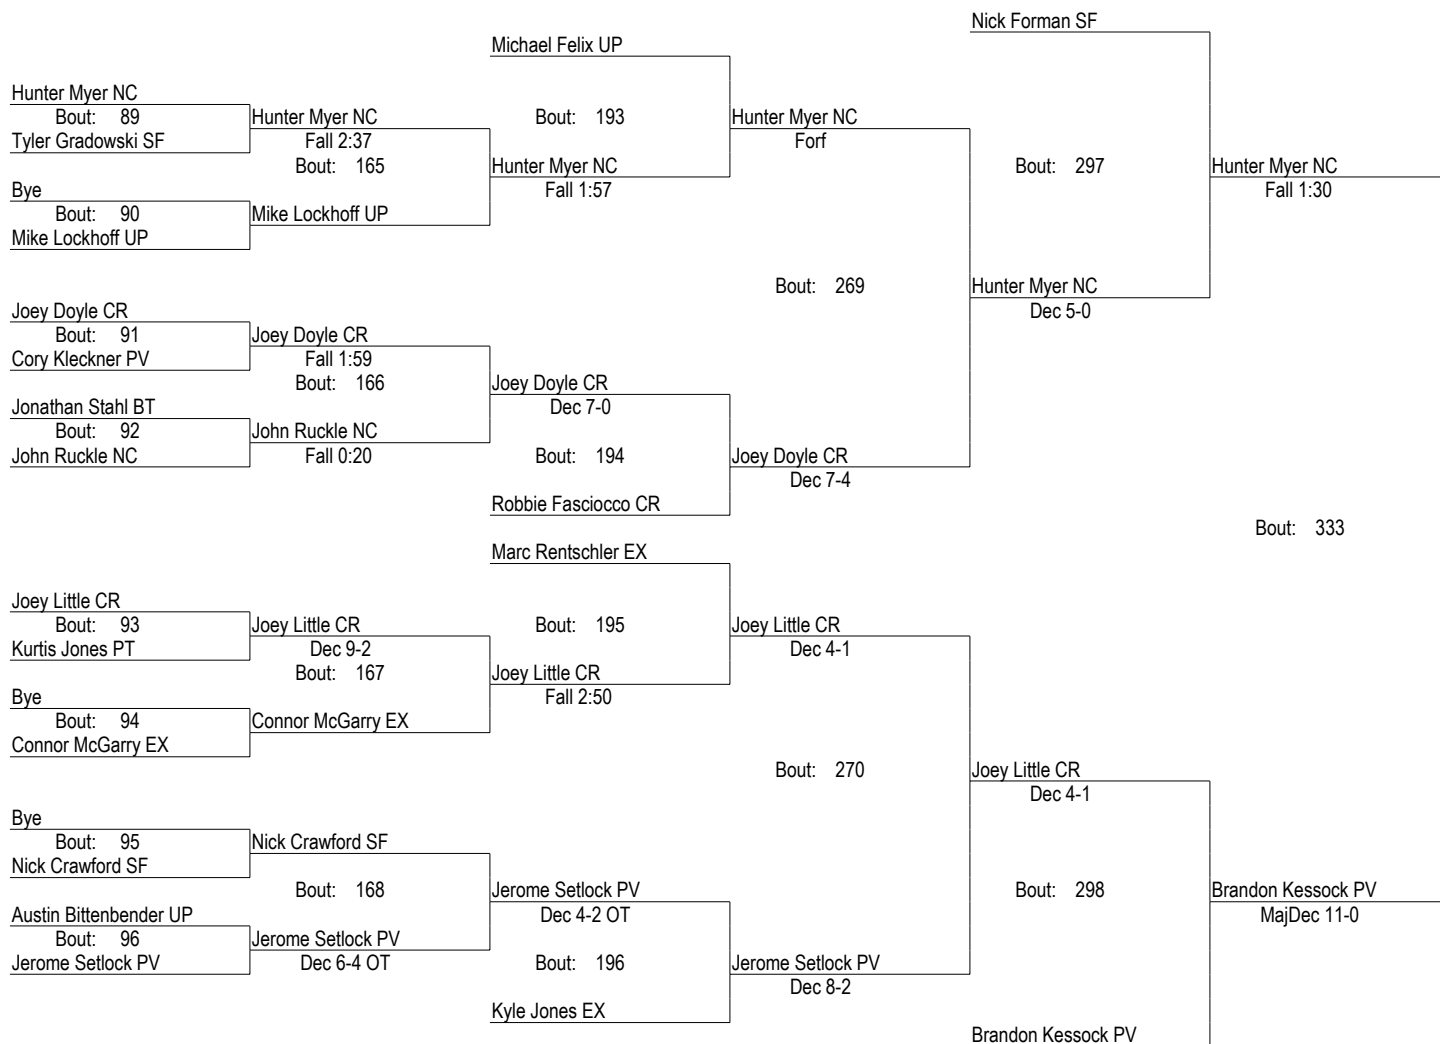 Nick Forman SF
Michael Felix UP
Hunter Myer NC
Bout: 89
Tyler Gradowski SF
Hunter Myer NC
Fall 2:37
Bout: 165
Bout: 193
Hunter Myer NC
Forf
Hunter Myer NC
Fall 1:57
Bout: 297
Hunter Myer NC
Fall 1:30
Bye
Bout: 90
Mike Lockhoff UP
Mike Lockhoff UP
Bout: 269
Hunter Myer NC
Dec 5-0
Joey Doyle CR
Bout: 91
Cory Kleckner PV
Joey Doyle CR
Fall 1:59
Bout: 166
Joey Doyle CR
Dec 7-0
Jonathan Stahl BT
Bout: 92
John Ruckle NC
John Ruckle NC
Fall 0:20
Bout: 194
Joey Doyle CR
Dec 7-4
Robbie Fasciocco CR
Bout: 333
Marc Rentschler EX
Joey Little CR
Bout: 93
Kurtis Jones PT
Joey Little CR
Dec 9-2
Bout: 167
Bout: 195
Joey Little CR
Dec 4-1
Joey Little CR
Fall 2:50
Bye
Bout: 94
Connor McGarry EX
Connor McGarry EX
Bout: 270
Joey Little CR
Dec 4-1
Bye
Bout: 95
Nick Crawford SF
Nick Crawford SF
Bout: 168
Jerome Setlock PV
Dec 4-2 OT
Bout: 298
Brandon Kessock PV
MajDec 11-0
Austin Bittenbender UP
Bout: 96
Jerome Setlock PV
Jerome Setlock PV
Dec 6-4 OT
Bout: 196
Jerome Setlock PV
Dec 8-2
Kyle Jones EX
Brandon Kessock PV